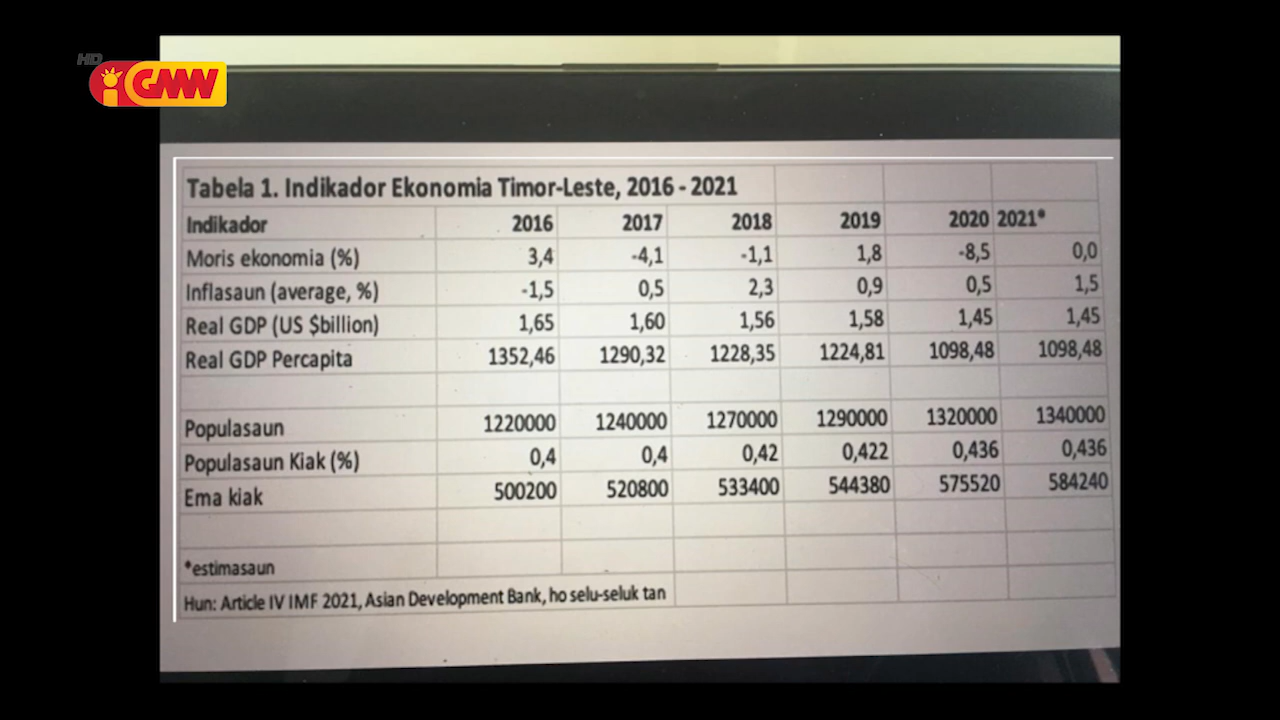 HD
iGMW
Tabela 1. Indikador Ekonomia Timor-Leste, 2016 - 2021
Indikador 2016 2017 2018 2019 2020 2021*
Moris ekonomia (%) 3,4 -4,1 -1,1 1,8 -8,5 0,0
Inflasaun (average, %) -1,5 0,5 2,3 0,9 0,5 1,5
Real GDP (US $billion) 1,65 1,60 1,56 1,58 1,45 1,45
Real GDP Percapita 1352,46 1290,32 1228,35 1224,81 1098,48 1098,48
Populasaun 1220000 1240000 1270000 1290000 1320000 1340000
Populasaun Kiak (%) 0,4 0,4 0,42 0,422 0,436 0,436
Ema kiak 500200 520800 533400 544380 575520 584240
*estimasaun
Hun: Article IV IMF 2021, Asian Development Bank, ho selu-seluk tan